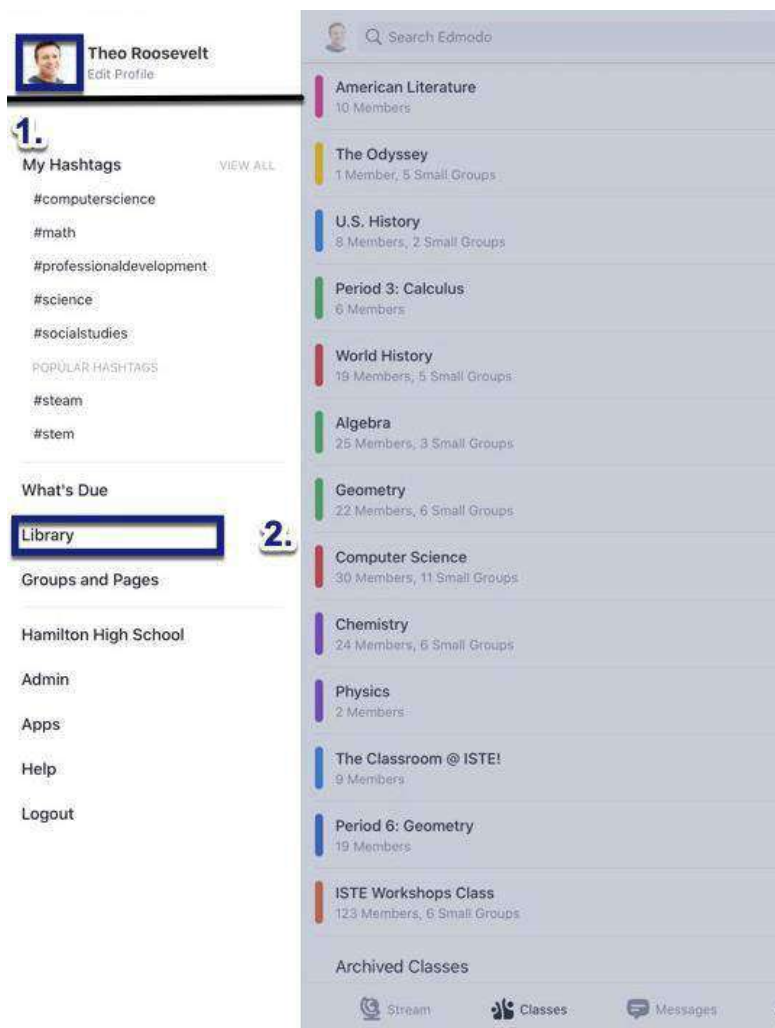 Theo Roosevelt
Edit Profile
1.
My Hashtags VIEW ALL
#computerscience
#math
#professionaldevelopment
#science
#socialstudies
POPULAR HASHTAGS
#steam
#stem
What's Due
Library
2.
Groups and Pages
Hamilton High School
Admin
Apps
Help
Logout
Search Edmodo
American Literature
10 Members
The Odyssey
1 Member, 5 Small Groups
U.S. History
8 Members, 2 Small Groups
Period 3: Calculus
6 Members
World History
19 Members, 5 Small Groups
Algebra
25 Members, 3 Small Groups
Geometry
22 Members, 6 Small Groups
Computer Science
30 Members, 11 Small Groups
Chemistry
24 Members, 6 Small Groups
Physics
2 Members
The Classroom @ ISTE!
9 Members
Period 6: Geometry
19 Members
ISTE Workshops Class
123 Members, 6 Small Groups
Archived Classes
Stream Classes Messages